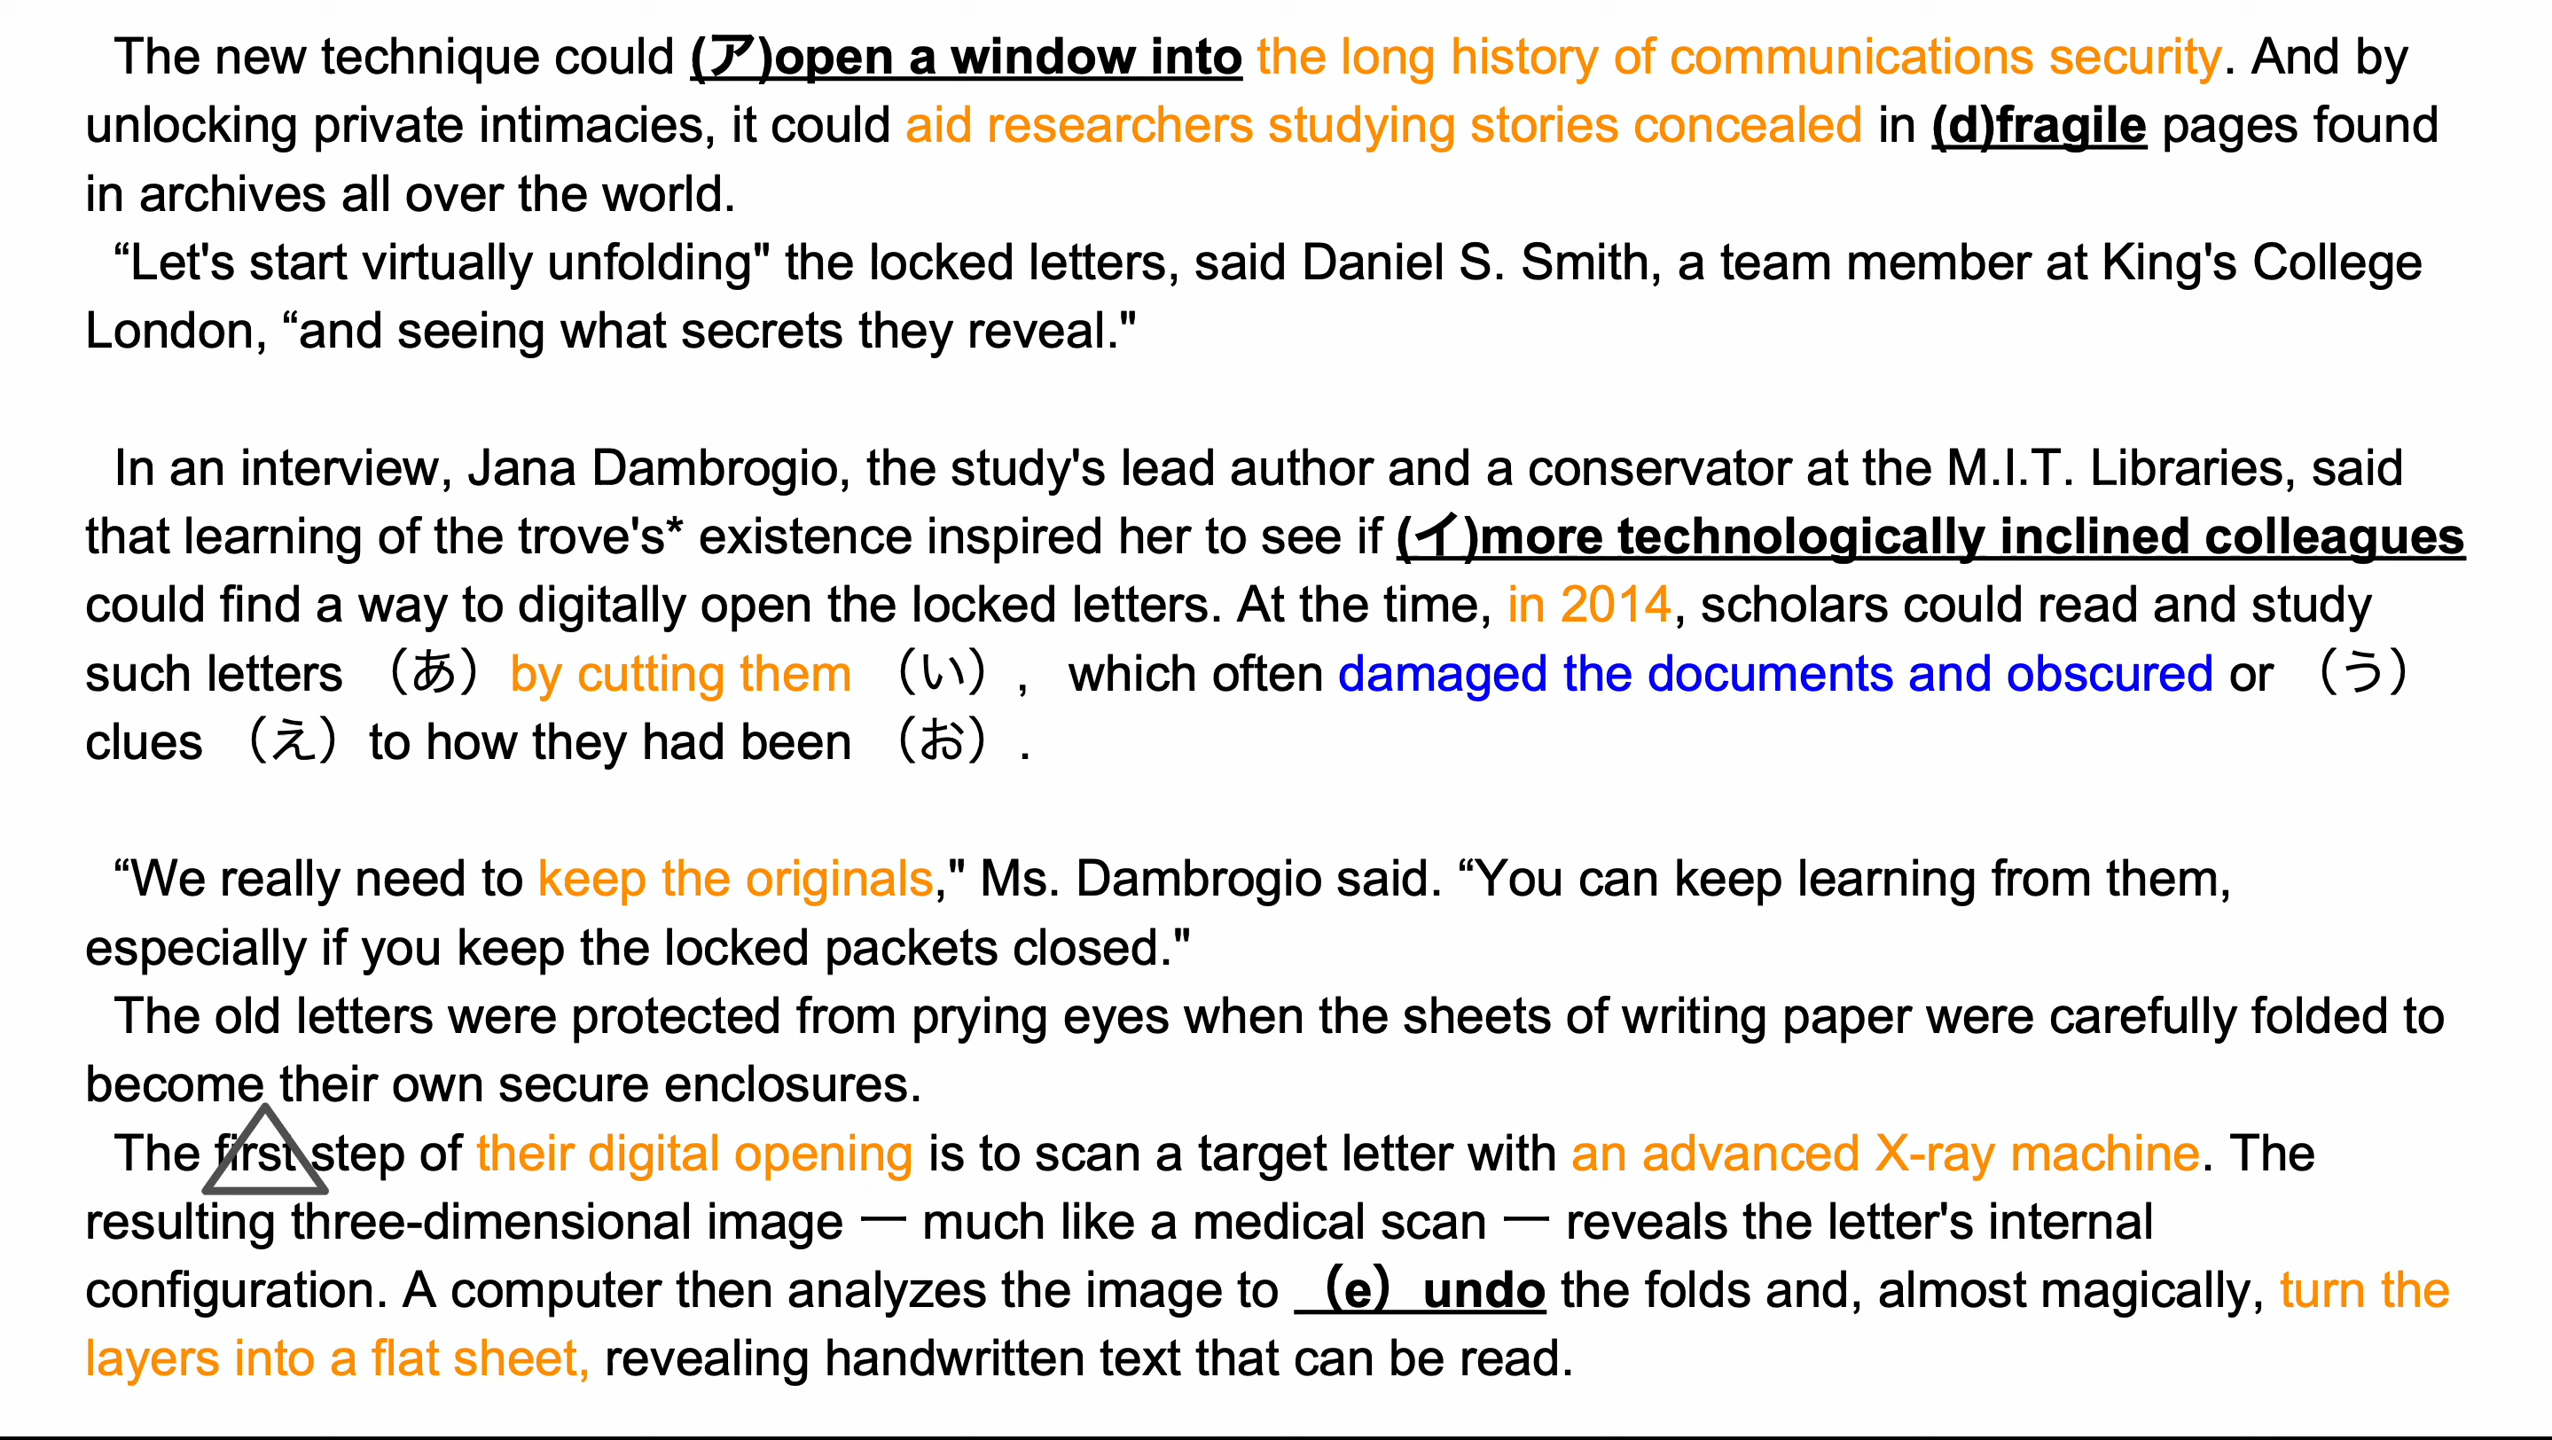 The new technique could (ア)open a window into the long history of communications security. And by
unlocking private intimacies, it could aid researchers studying stories concealed in (d)fragile pages found
in archives all over the world.
“Let's start virtually unfolding" the locked letters, said Daniel S. Smith, a team member at King's College
London, “and seeing what secrets they reveal."
In an interview, Jana Dambrogio, the study's lead author and a conservator at the M.I.T. Libraries, said
that learning of the trove's* existence inspired her to see if (イ)more technologically inclined colleagues
could find a way to digitally open the locked letters. At the time, in 2014, scholars could read and study
such letters （あ）by cutting them （い）, which often damaged the documents and obscured or （う）
clues （え）to how they had been （お）.
“We really need to keep the originals," Ms. Dambrogio said. “You can keep learning from them,
especially if you keep the locked packets closed."
The old letters were protected from prying eyes when the sheets of writing paper were carefully folded to
become their own secure enclosures.
The first step of their digital opening is to scan a target letter with an advanced X-ray machine. The
resulting three-dimensional image — much like a medical scan — reveals the letter's internal
configuration. A computer then analyzes the image to （e）undo the folds and, almost magically, turn the
layers into a flat sheet, revealing handwritten text that can be read.